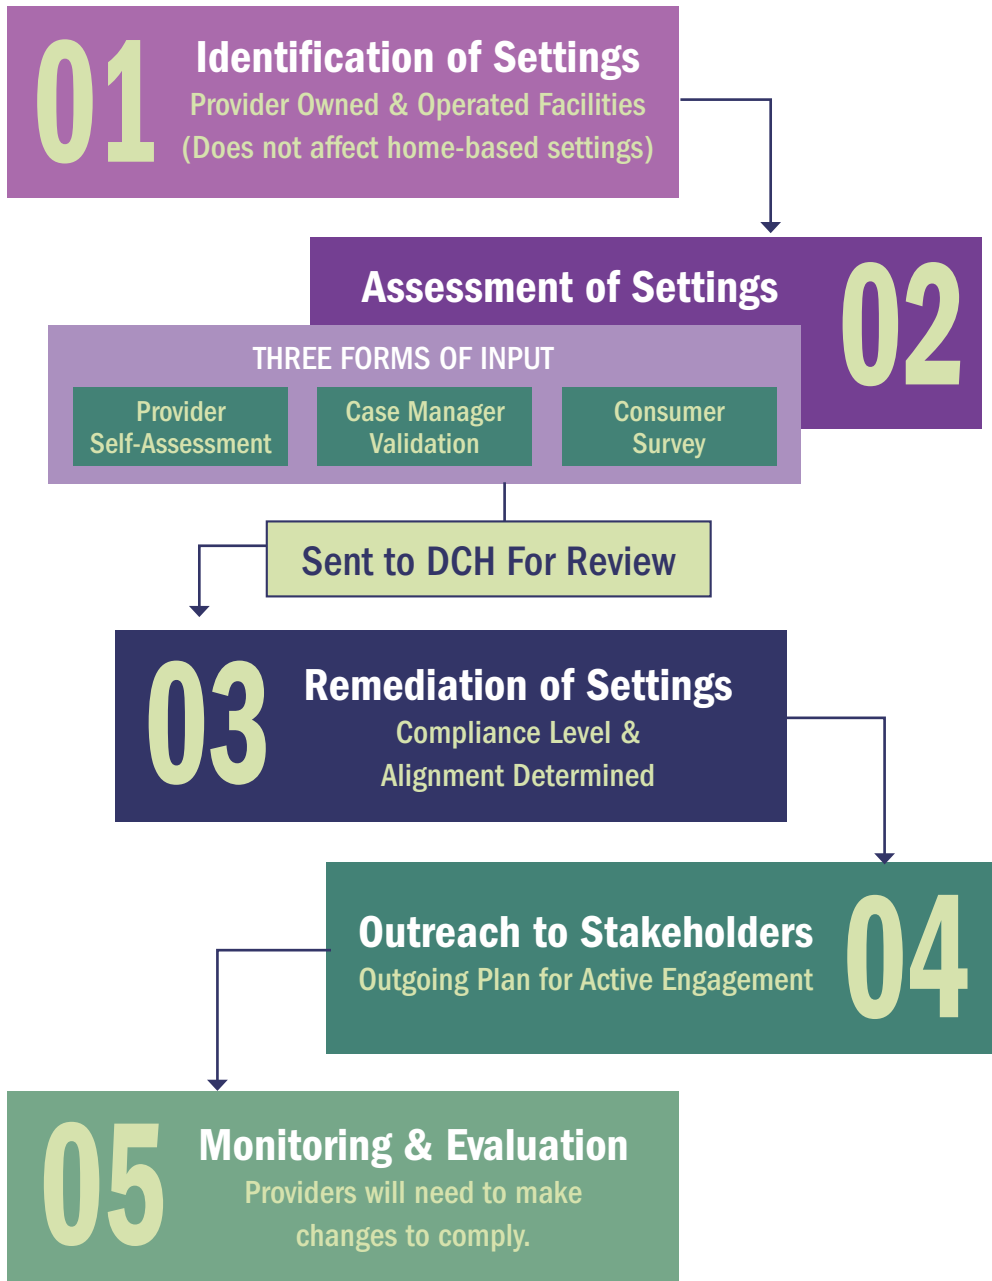 01
Identification of Settings
Provider Owned & Operated Facilities
(Does not affect home-based settings)
Assessment of Settings
02
THREE FORMS OF INPUT
Provider
Self-Assessment
Case Manager
Validation
Consumer
Survey
Sent to DCH For Review
03
Remediation of Settings
Compliance Level &
Alignment Determined
Outreach to Stakeholders
Outgoing Plan for Active Engagement
04
05
Monitoring & Evaluation
Providers will need to make
changes to comply.